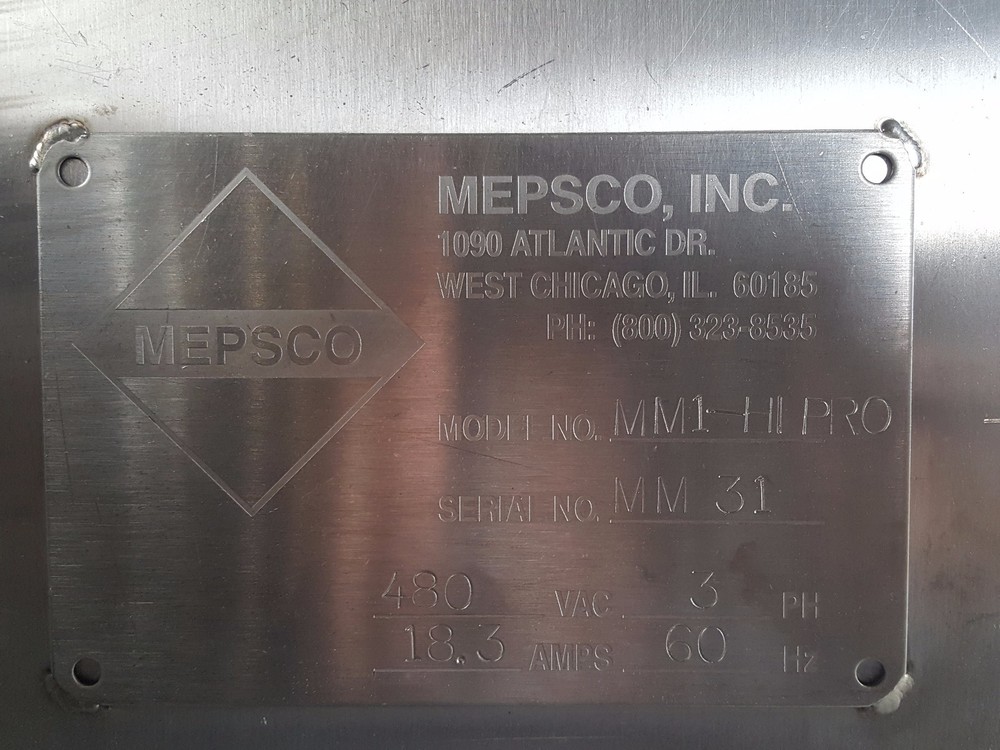 MEPSCO
MEPSCO, INC.
1090 ATLANTIC DR.
WEST CHICAGO, IL. 60185
PH: (800) 323-8535
MODEL NO. MM1-HI PRO
SERIAL NO. MM 31
480 VAC 3 PH
18.3 AMPS 60 Hz